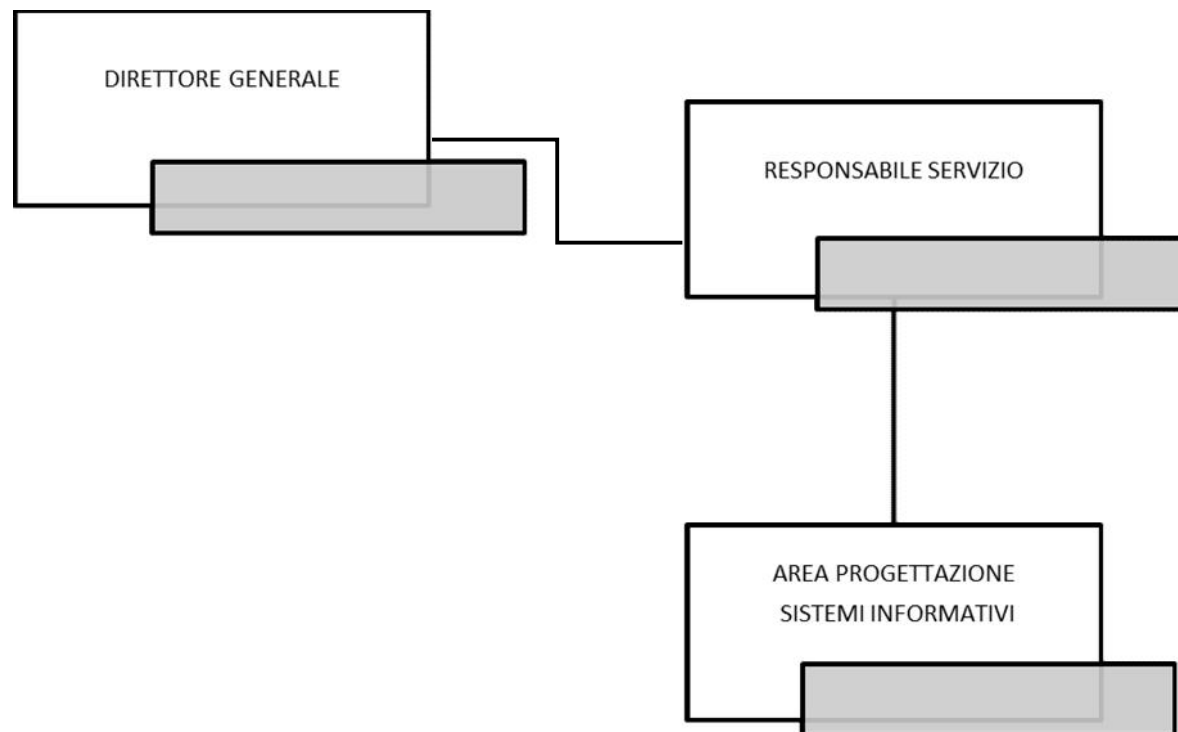 DIRETTORE GENERALE
RESPONSABILE SERVIZIO
AREA PROGETTAZIONE
SISTEMI INFORMATIVI